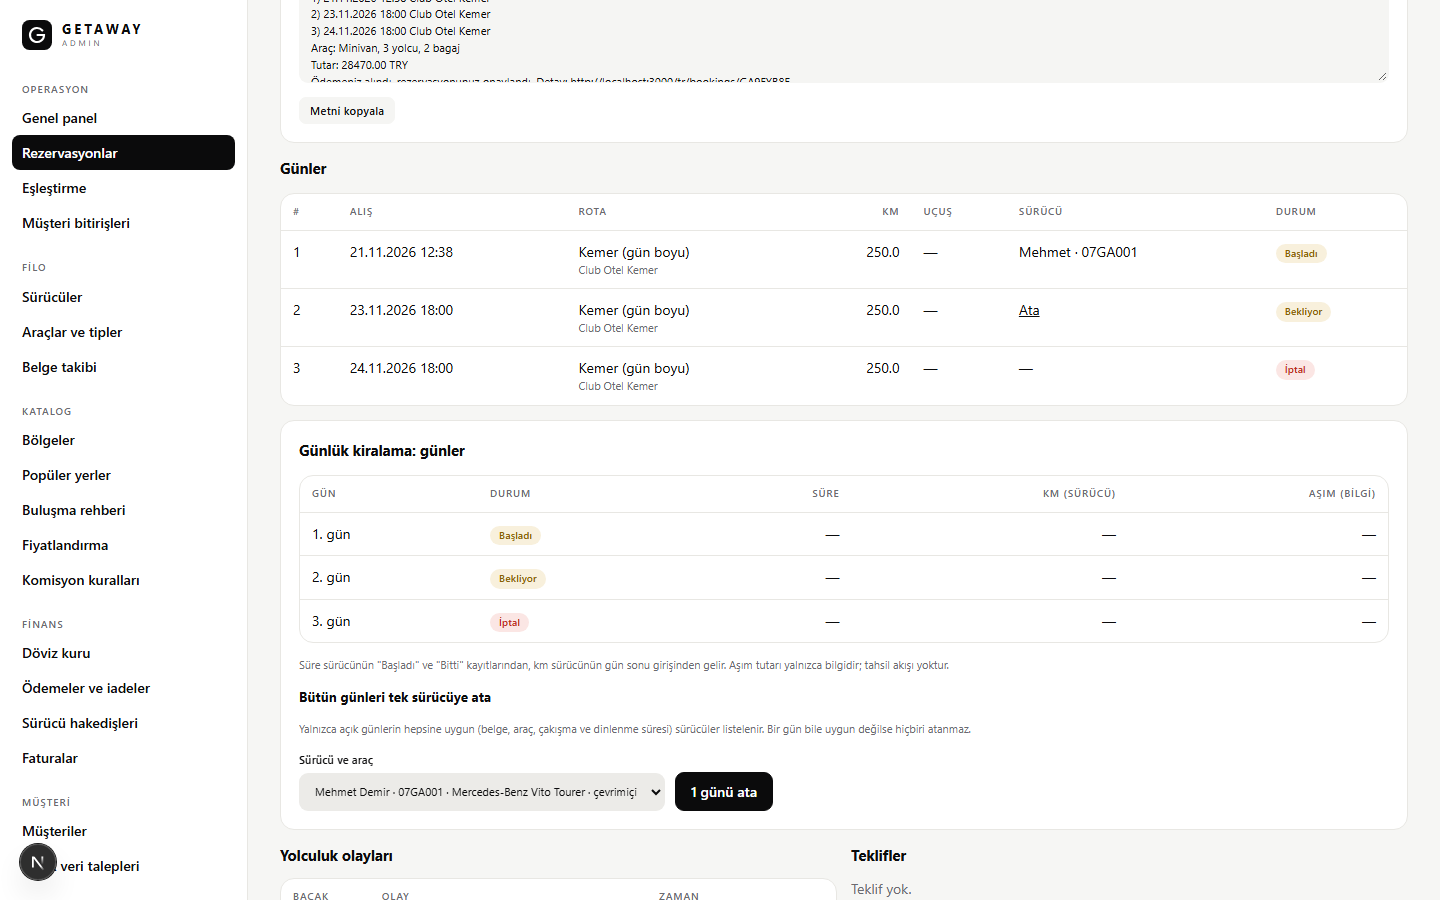 GETAWAY
ADMIN
OPERASYON
Genel panel
Rezervasyonlar
Eşleştirme
Müşteri bitirişleri
FİLO
Sürücüler
Araçlar ve tipler
Belge takibi
KATALOG
Bölgeler
Popüler yerler
Buluşma rehberi
Fiyatlandırma
Komisyon kuralları
FİNANS
Döviz kuru
Ödemeler ve iadeler
Sürücü hakedişleri
Faturalar
MÜŞTERİ
Müşteriler
veri talepleri
N
2) 23.11.2026 18:00 Club Otel Kemer
3) 24.11.2026 18:00 Club Otel Kemer
Araç: Minivan, 3 yolcu, 2 bagaj
Tutar: 28470.00 TRY
Metni kopyala
Günler
# ALIŞ ROTA KM UÇUŞ SÜRÜCÜ DURUM
1 21.11.2026 12:38 Kemer (gün boyu) 250.0 — Mehmet · 07GA001 Başladı
Club Otel Kemer
2 23.11.2026 18:00 Kemer (gün boyu) 250.0 — Ata Bekliyor
Club Otel Kemer
3 24.11.2026 18:00 Kemer (gün boyu) 250.0 — — İptal
Club Otel Kemer
Günlük kiralama: günler
GÜN DURUM SÜRE KM (SÜRÜCÜ) AŞIM (BİLGİ)
1. gün Başladı — — —
2. gün Bekliyor — — —
3. gün İptal — — —
Süre sürücünün "Başladı" ve "Bitti" kayıtlarından, km sürücünün gün sonu girişinden gelir. Aşım tutarı yalnızca bilgidir; tahsil akışı yoktur.
Bütün günleri tek sürücüye ata
Yalnızca açık günlerin hepsine uygun (belge, araç, çakışma ve dinlenme süresi) sürücüler listelenir. Bir gün bile uygun değilse hiçbiri atanmaz.
Sürücü ve araç
Mehmet Demir · 07GA001 · Mercedes-Benz Vito Tourer · çevrimiçi
1 günü ata
Yolculuk olayları
BACAK OLAY ZAMAN
Teklifler
Teklif yok.